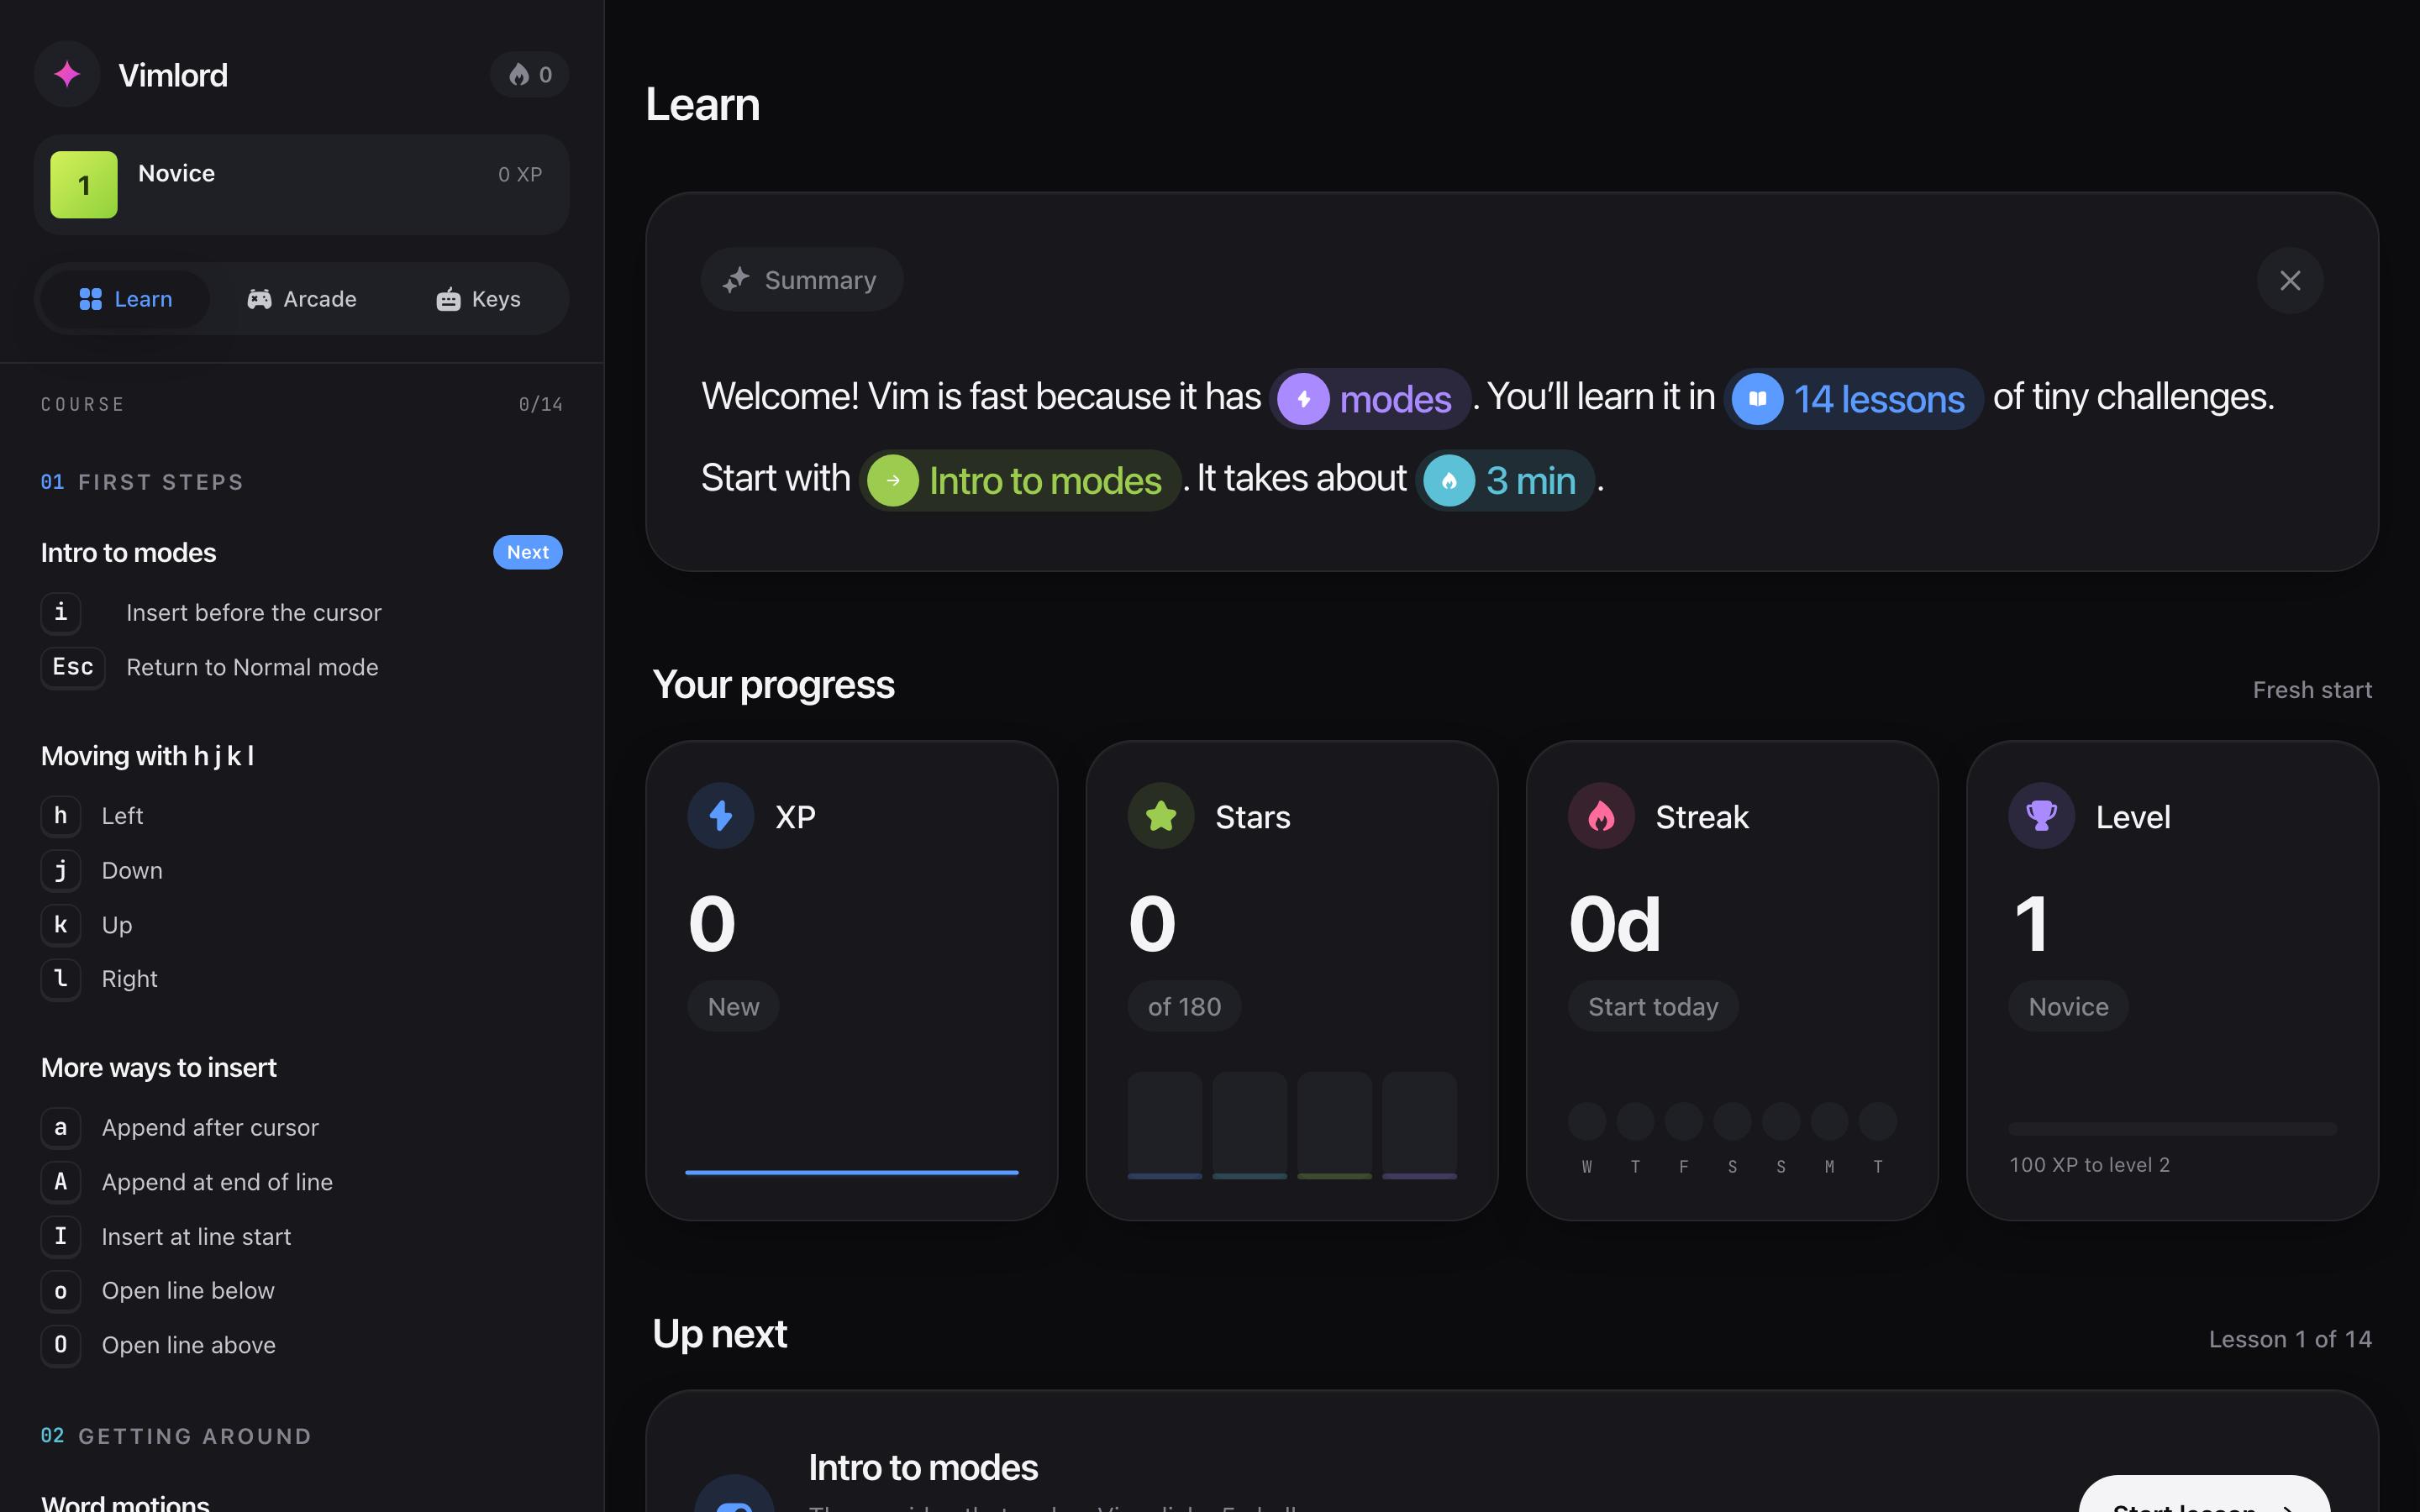 Vimlord
0
1
Novice
0 XP
Learn
Arcade
Keys
COURSE
0/14
01 FIRST STEPS
Intro to modes
Next
i Insert before the cursor
Esc Return to Normal mode
Moving with h j k l
h Left
j Down
k Up
l Right
More ways to insert
a Append after cursor
A Append at end of line
I Insert at line start
o Open line below
O Open line above
02 GETTING AROUND
Word motions
Learn
Summary
Welcome! Vim is fast because it has modes. You’ll learn it in 14 lessons of tiny challenges.
Start with Intro to modes. It takes about 3 min.
Your progress
Fresh start
XP
0
New
Stars
0
of 180
Streak
0d
Start today
W T F S S M T
Level
1
Novice
100 XP to level 2
Up next
Lesson 1 of 14
Intro to modes
Start lesson